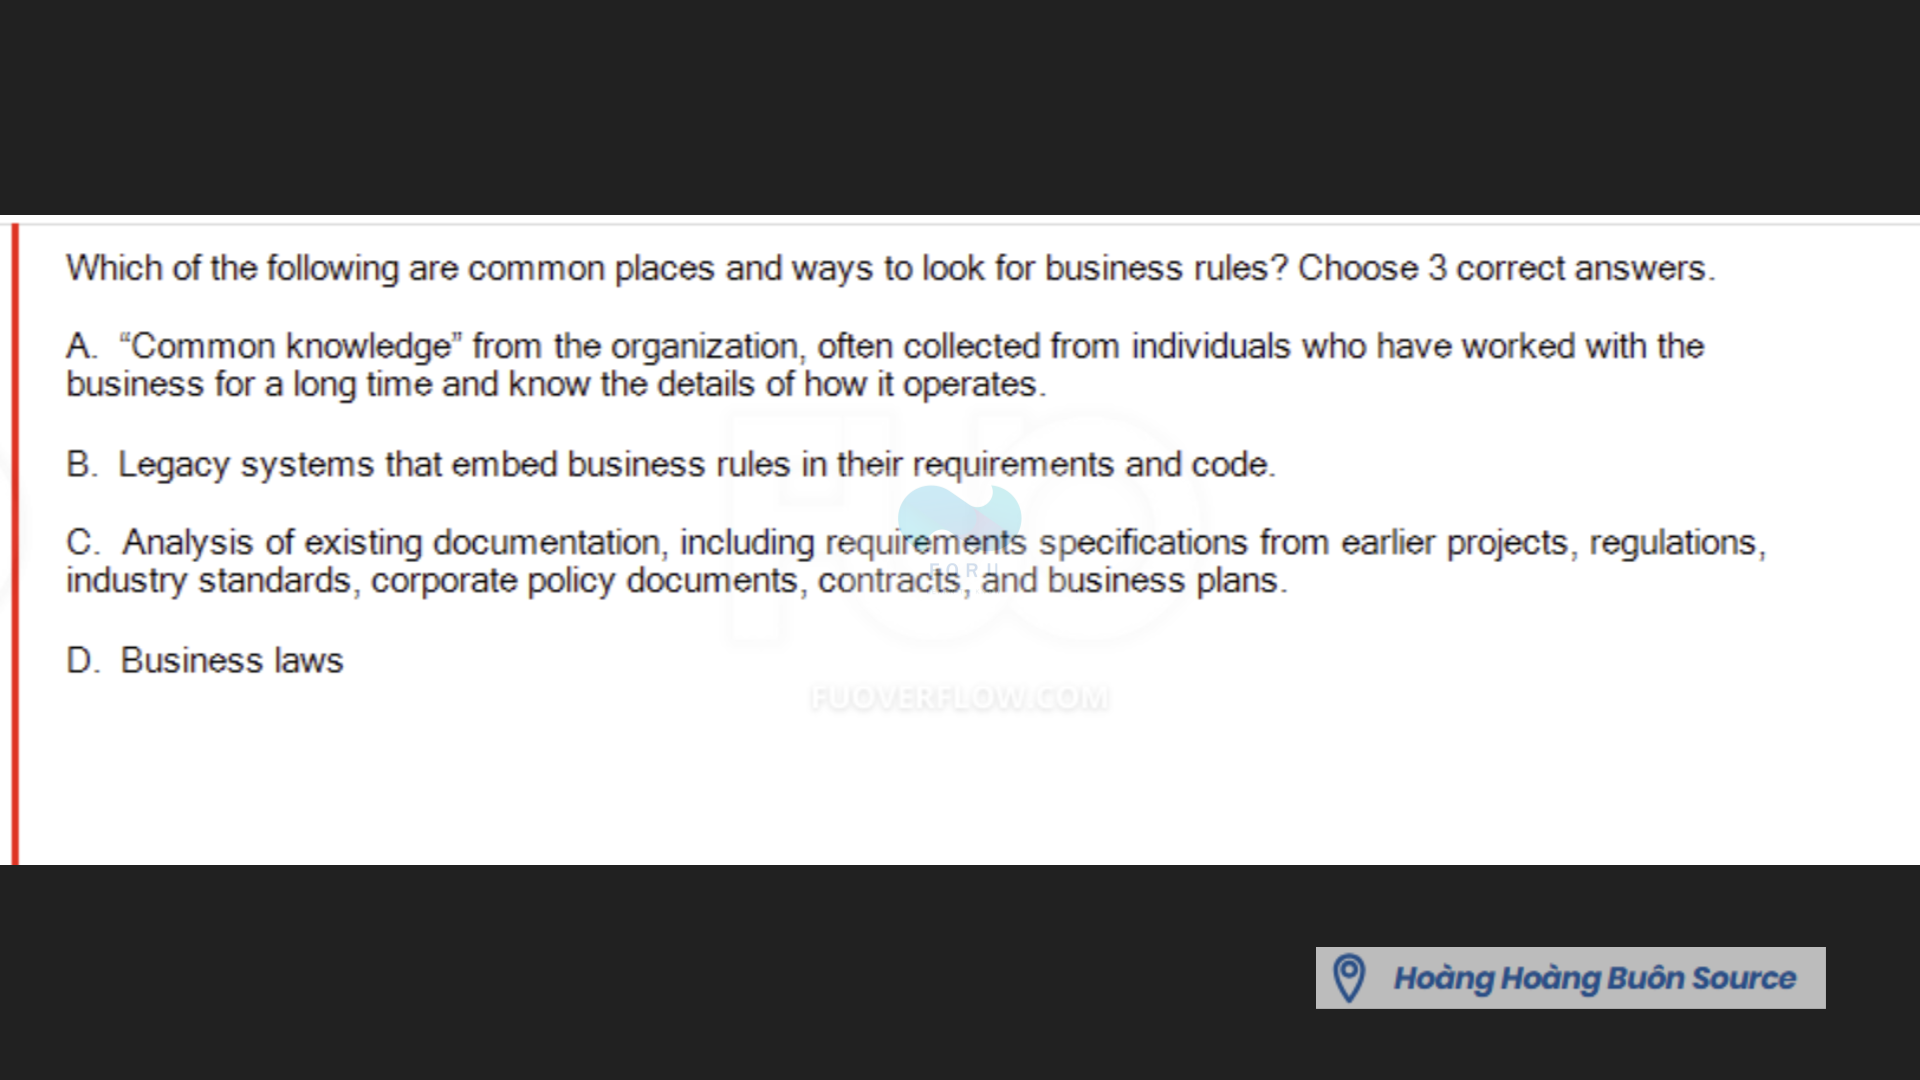 Which of the following are common places and ways to look for business rules? Choose 3 correct answers.
A. “Common knowledge” from the organization, often collected from individuals who have worked with the
business for a long time and know the details of how it operates.
B. Legacy systems that embed business rules in their requirements and code.
C. Analysis of existing documentation, including requirements specifications from earlier projects, regulations,
industry standards, corporate policy documents, contracts, and business plans.
D. Business laws
FUO
FORU
FUOVERFLOW.COM
Hoàng Hoàng Buôn Source